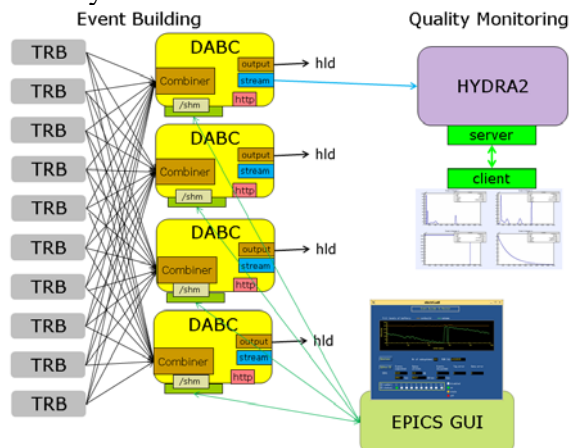 Event Building
Quality Monitoring
TRB
TRB
TRB
TRB
TRB
TRB
TRB
TRB
TRB
TRB
DABC
output
hld
Combiner
stream
/shm
http
DABC
hld
Combiner
/shm
http
DABC
output
hld
stream
Combiner
/shm
http
DABC
output
hld
stream
Combiner
/shm
http
HYDRA2
server
client
EPICS GUI